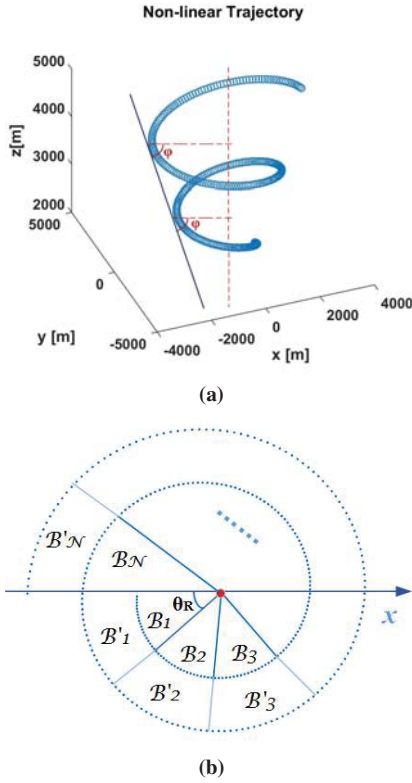 Non-linear Trajectory
5000
4000
3000
2000
z[m]
φ
φ
5000
0
-5000
y [m]
-4000
-2000
0
2000
4000
x [m]
(a)
B'N
BN
θR
x
B1
B'1
B2
B3
B'2
B'3
(b)